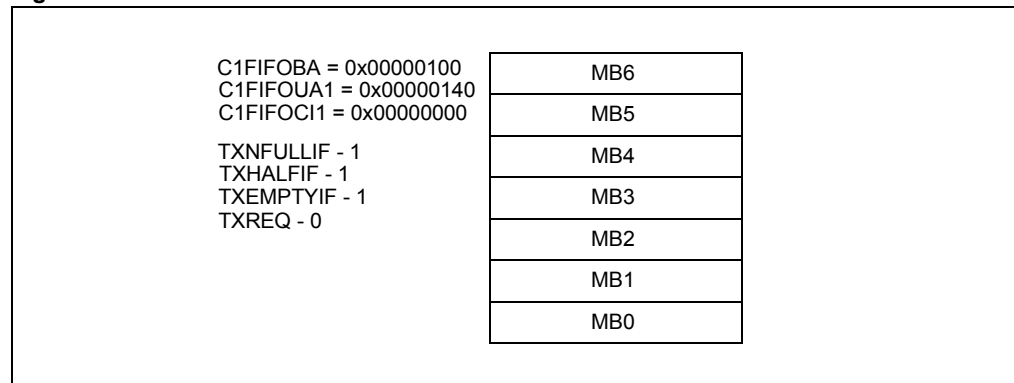 C1FIFOBA = 0x00000100
C1FIFOUA1 = 0x00000140
C1FIFOCI1 = 0x00000000
TXNFULLIF - 1
TXHALFIF - 1
TXEMPTYIF - 1
TXREQ - 0
MB6
MB5
MB4
MB3
MB2
MB1
MB0